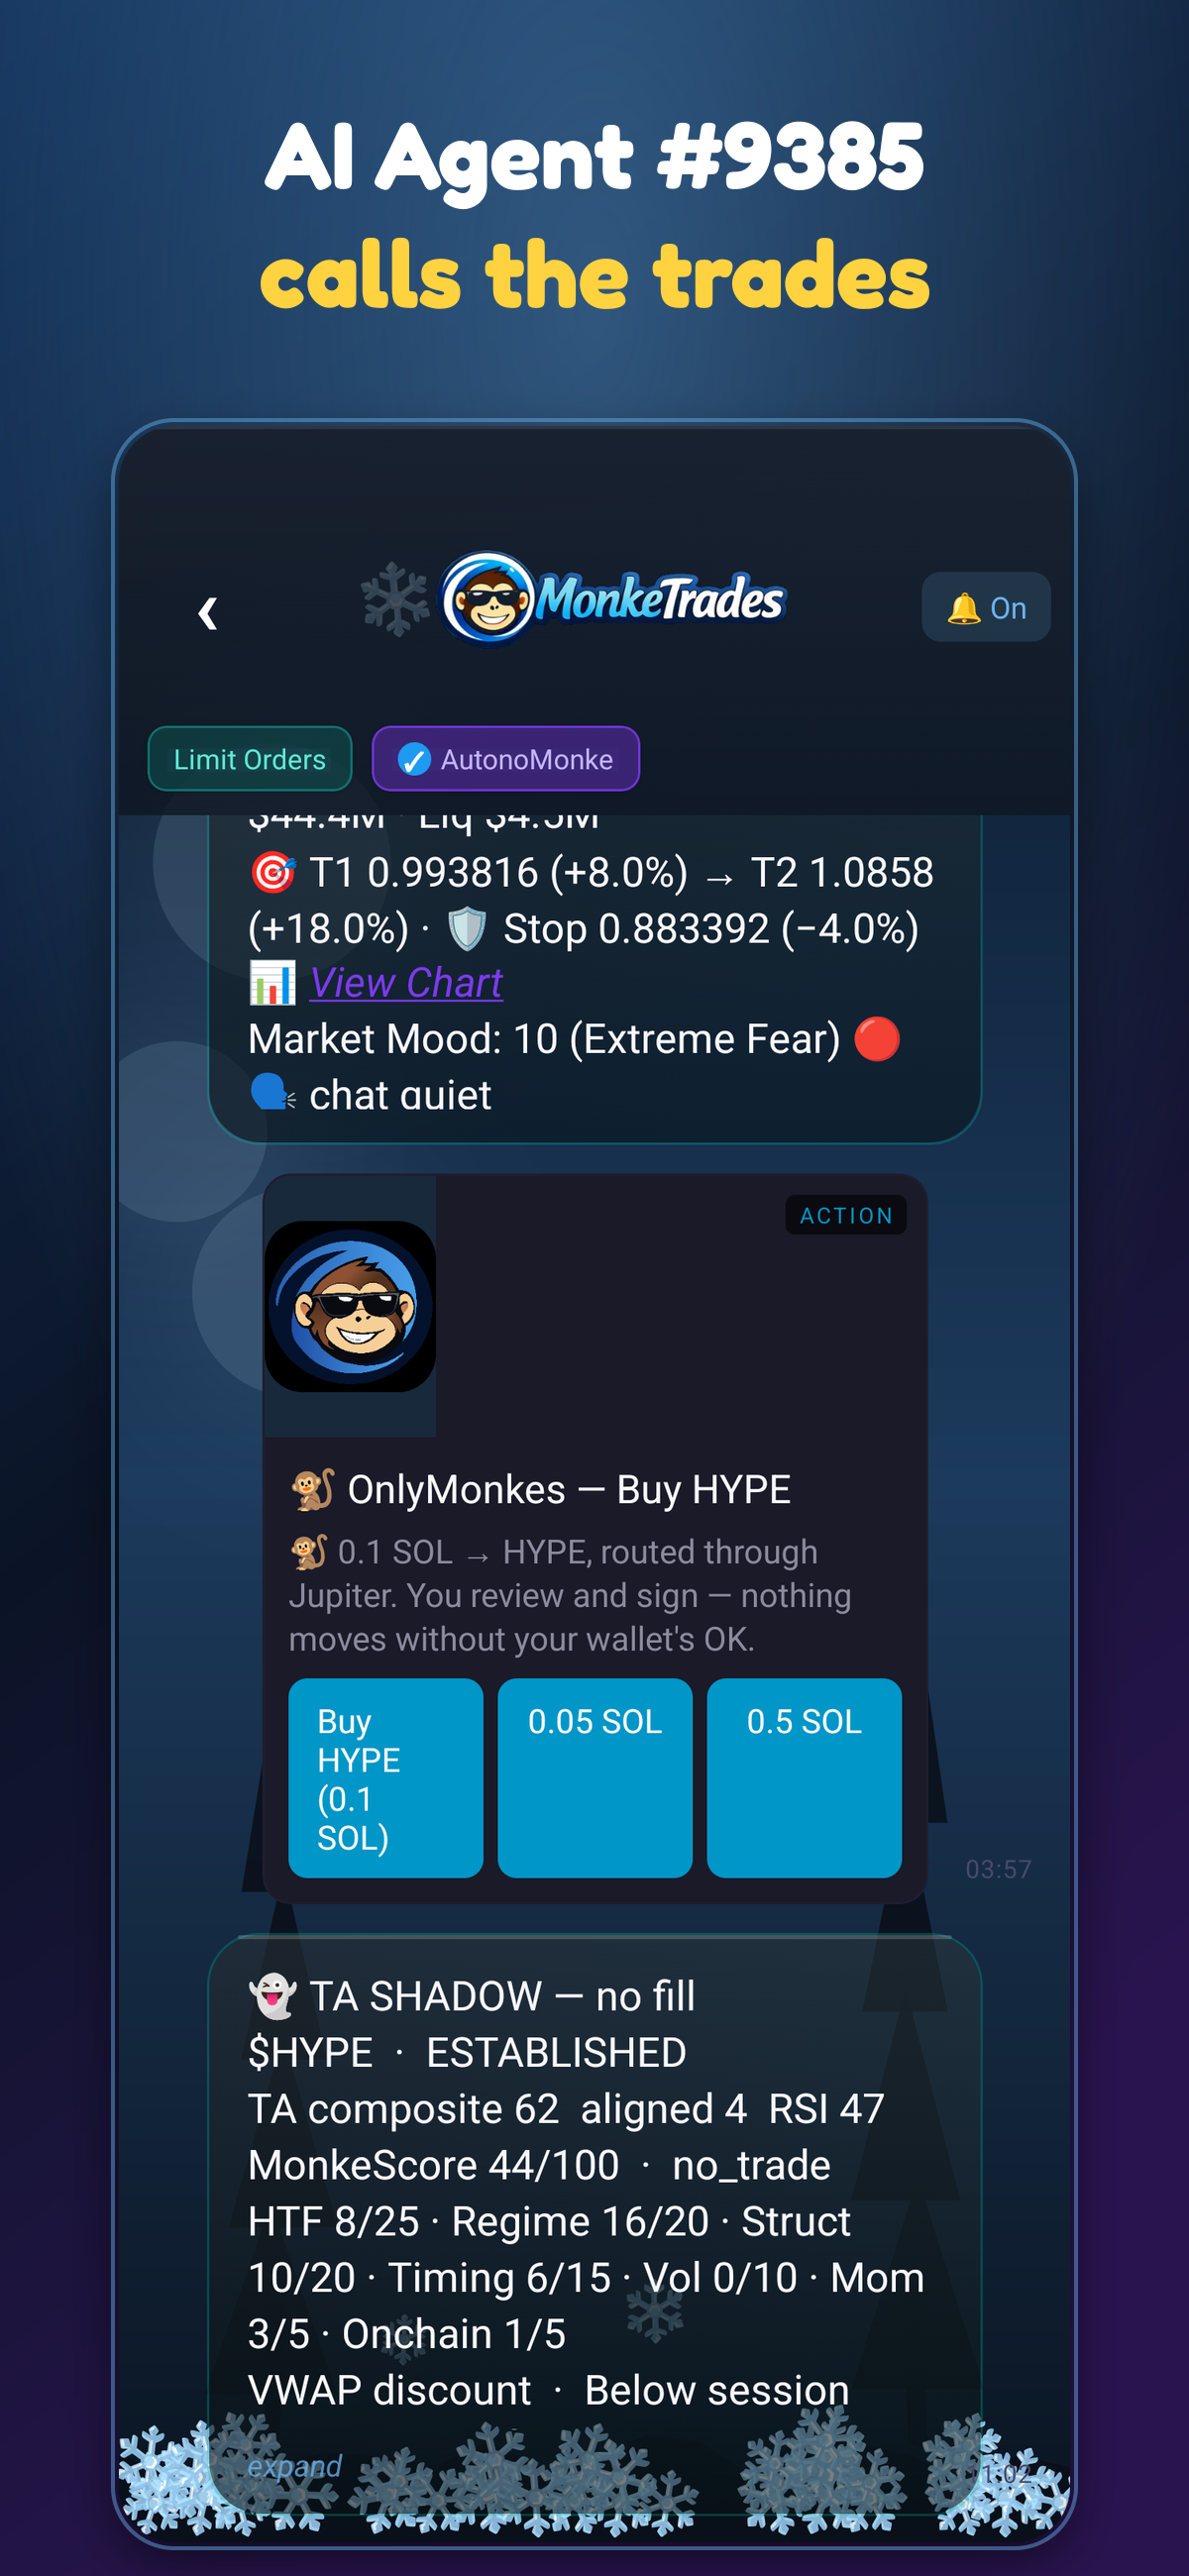 AI Agent #9385
calls the trades
❮
MonkeTrades
🔔 On
Limit Orders
AutonoMonke
$44.4M · Liq $4.5M
🎯 T1 0.993816 (+8.0%) → T2 1.0858
(+18.0%) · 🛡️ Stop 0.883392 (−4.0%)
📊 View Chart
Market Mood: 10 (Extreme Fear) 🔴
🗣️ chat quiet
ACTION
🐒 OnlyMonkes — Buy HYPE
🐒 0.1 SOL → HYPE, routed through
Jupiter. You review and sign — nothing
moves without your wallet's OK.
Buy
HYPE
(0.1
SOL)
0.05 SOL
0.5 SOL
03:57
👻 TA SHADOW — no fill
$HYPE · ESTABLISHED
TA composite 62 aligned 4 RSI 47
MonkeScore 44/100 · no_trade
HTF 8/25 · Regime 16/20 · Struct
10/20 · Timing 6/15 · Vol 0/10 · Mom
3/5 · Onchain 1/5
VWAP discount · Below session
expand